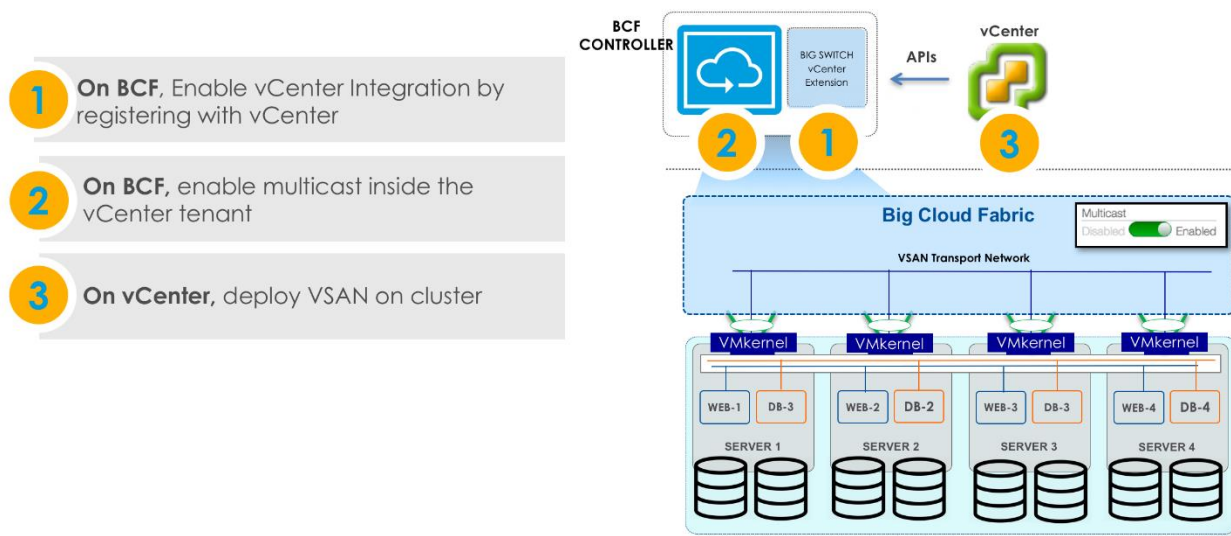 1
On BCF, Enable vCenter Integration by
registering with vCenter
2
On BCF, enable multicast inside the
vCenter tenant
3
On vCenter, deploy VSAN on cluster
BCF
CONTROLLER
BIG SWITCH
vCenter
Extension
APIs
vCenter
2
1
3
Big Cloud Fabric
Multicast
Disabled Enabled
VSAN Transport Network
VMkernel VMkernel VMkernel VMkernel
WEB-1 DB-3 WEB-2 DB-2 WEB-3 DB-3 WEB-4 DB-4
SERVER 1 SERVER 2 SERVER 3 SERVER 4